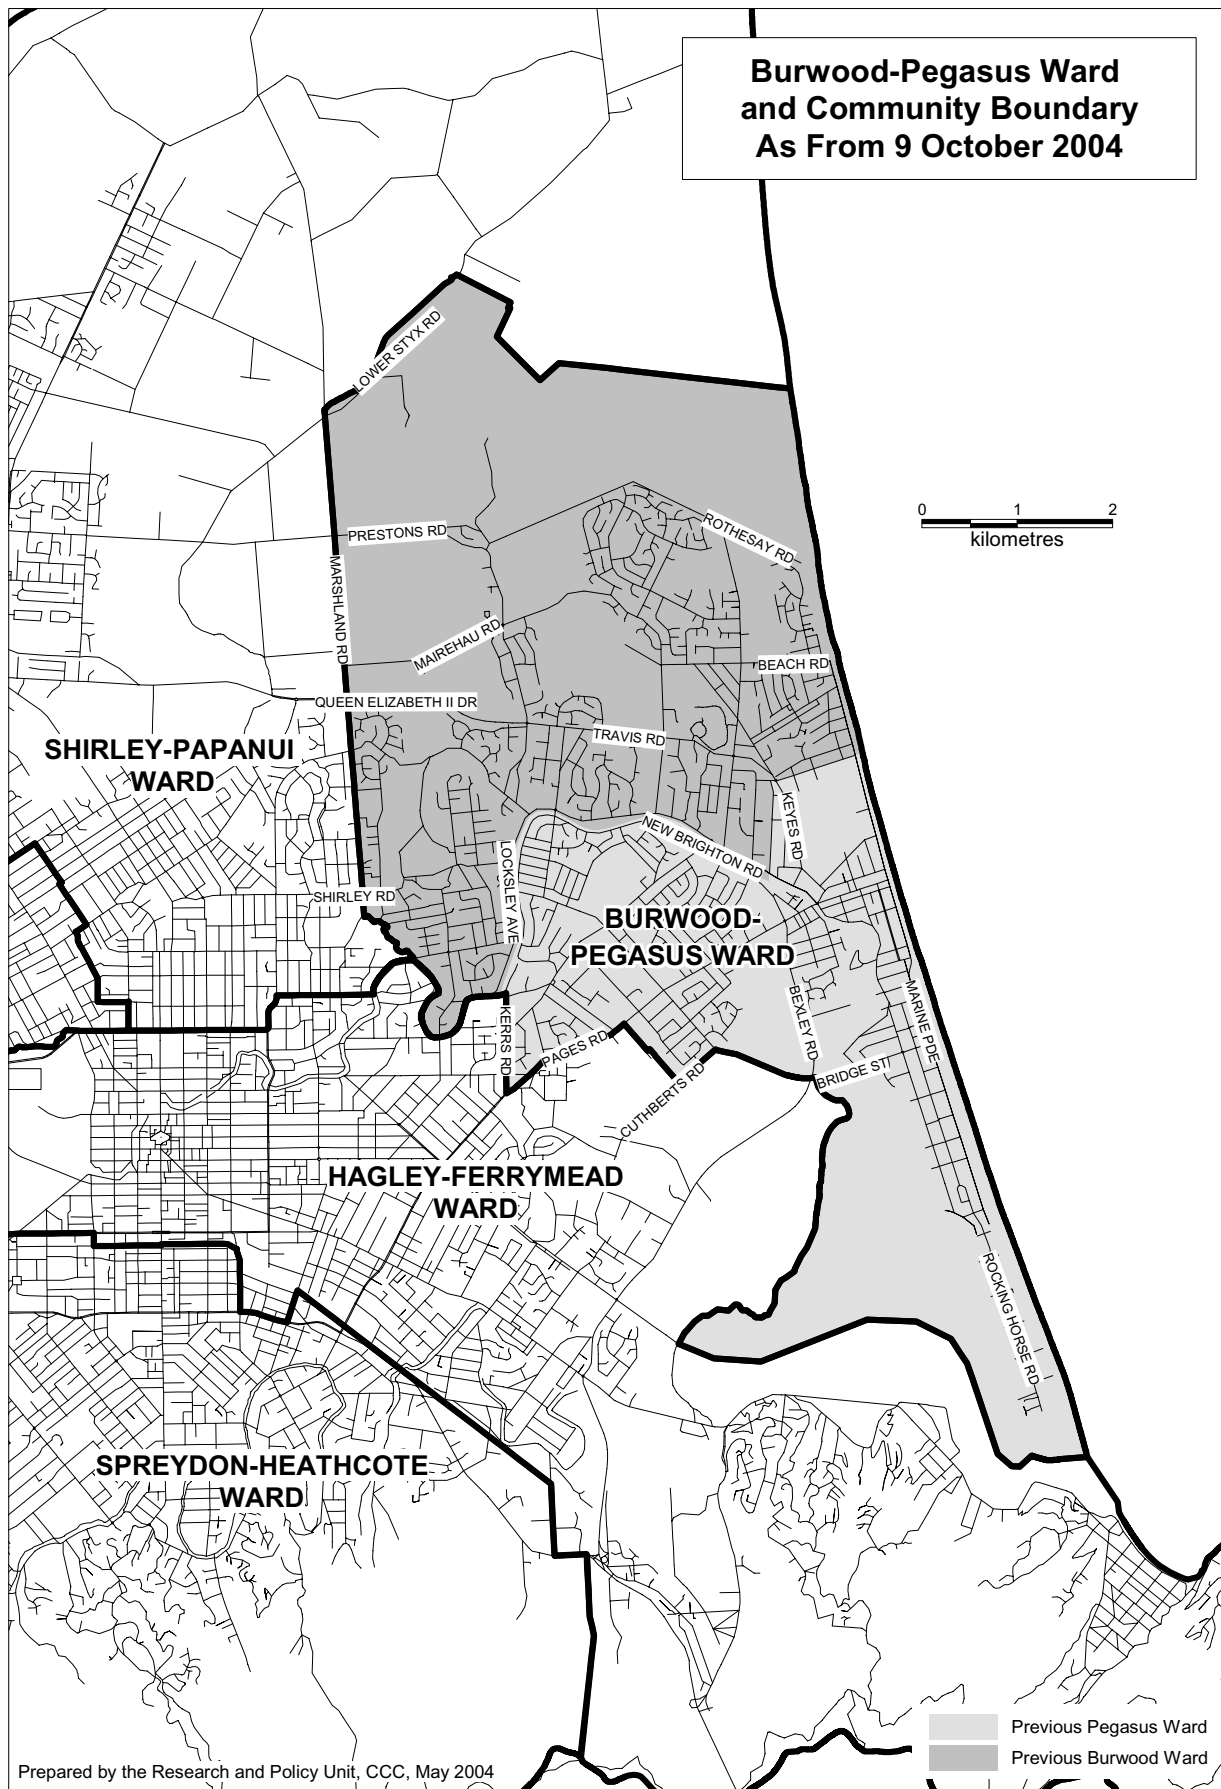 Burwood-Pegasus Ward
and Community Boundary
As From 9 October 2004
LOWER STYX RD
0 1 2
kilometres
PRESTONS RD
ROTHESAY RD
MARSHLAND RD
MAIREHAU RD
BEACH RD
QUEEN ELIZABETH II DR
TRAVIS RD
SHIRLEY-PAPANUI
WARD
KEYES RD
NEW BRIGHTON RD
LOCKSLEY AVE
SHIRLEY RD
BURWOOD-
PEGASUS WARD
MARINE PDE
BEXLEY RD
KERRS RD
PAGES RD
BRIDGE ST
CUTHBERTS RD
HAGLEY-FERRYMEAD
WARD
ROCKING HORSE RD
SPREYDON-HEATHCOTE
WARD
Previous Pegasus Ward
Previous Burwood Ward
Prepared by the Research and Policy Unit, CCC, May 2004